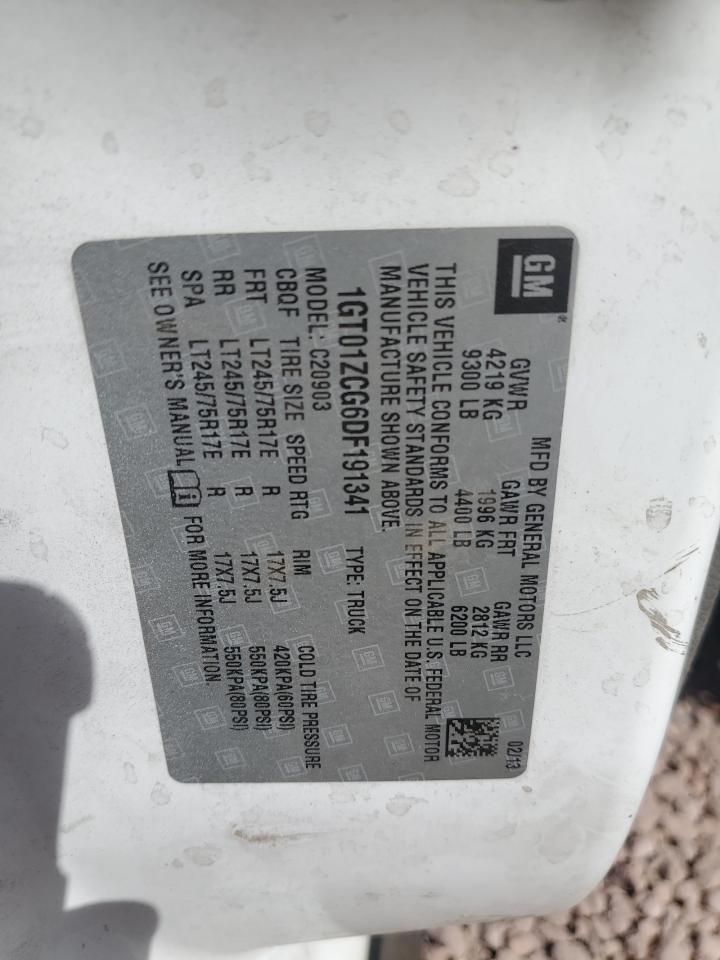 GM ®
MFD BY GENERAL MOTORS LLC 02/13
GVWR GAWR FRT GAWR RR
4219 KG 1996 KG 2812 KG
9300 LB 4400 LB 6200 LB
THIS VEHICLE CONFORMS TO ALL APPLICABLE U.S. FEDERAL MOTOR
VEHICLE SAFETY STANDARDS IN EFFECT ON THE DATE OF
MANUFACTURE SHOWN ABOVE.
1GT01ZCG6DF191341 TYPE: TRUCK
MODEL: C20903
CBQF TIRE SIZE SPEED RTG RIM COLD TIRE PRESSURE
FRT LT245/75R17E R 17X7.5J 420KPA(60PSI)
RR LT245/75R17E R 17X7.5J 550KPA(80PSI)
SPA LT245/75R17E R 17X7.5J 550KPA(80PSI)
SEE OWNER'S MANUAL FOR MORE INFORMATION.